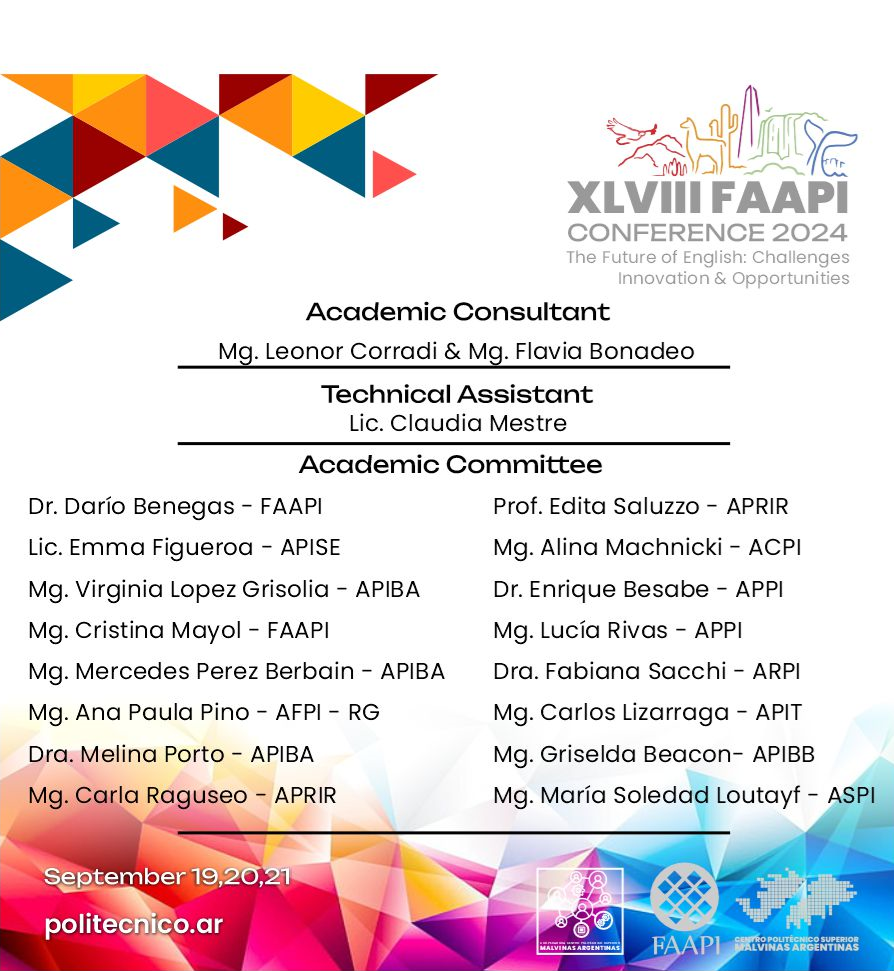 XLVIII FAAPI
CONFERENCE 2024
The Future of English: Challenges
Innovation & Opportunities
Academic Consultant
Mg. Leonor Corradi & Mg. Flavia Bonadeo
Technical Assistant
Lic. Claudia Mestre
Academic Committee
Dr. Darío Benegas - FAAPI
Lic. Emma Figueroa - APISE
Mg. Virginia Lopez Grisolia - APIBA
Mg. Cristina Mayol - FAAPI
Mg. Mercedes Perez Berbain - APIBA
Mg. Ana Paula Pino - AFPI - RG
Dra. Melina Porto - APIBA
Mg. Carla Raguseo - APRIR
Prof. Edita Saluzzo - APRIR
Mg. Alina Machnicki - ACPI
Dr. Enrique Besabe - APPI
Mg. Lucía Rivas - APPI
Dra. Fabiana Sacchi - ARPI
Mg. Carlos Lizarraga - APIT
Mg. Griselda Beacon- APIBB
Mg. María Soledad Loutayf - ASPI
September 19,20,21
politecnico.ar
MALVINAS ARGENTINAS
FAAPI
CENTRO POLITÉCNICO SUPERIOR
MALVINAS ARGENTINAS